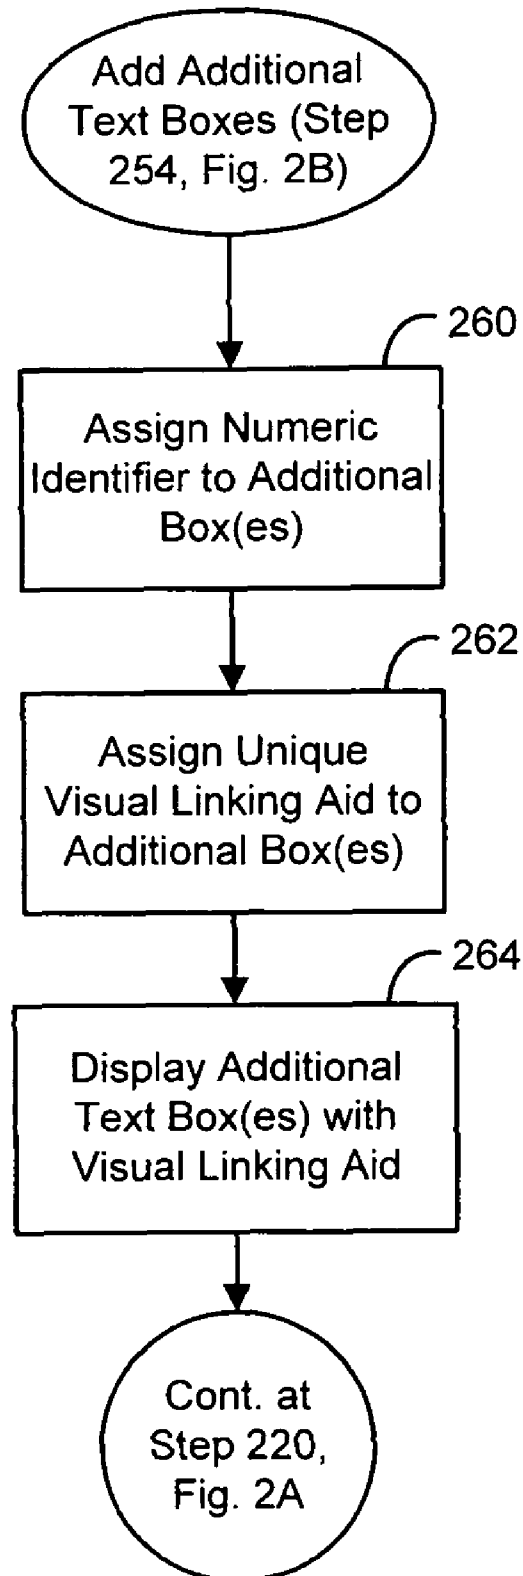 Add Additional
Text Boxes (Step
254, Fig. 2B)
260
Assign Numeric
Identifier to Additional
Box(es)
262
Assign Unique
Visual Linking Aid to
Additional Box(es)
264
Display Additional
Text Box(es) with
Visual Linking Aid
Cont. at
Step 220,
Fig. 2A